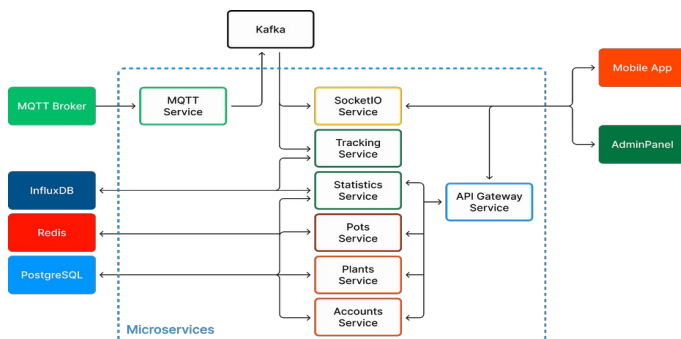 Kafka
Mobile App
MQTT Broker
MQTT
Service
SocketIO
Service
AdminPanel
Tracking
Service
InfluxDB
Statistics
Service
API Gateway
Service
Redis
Pots
Service
PostgreSQL
Plants
Service
Accounts
Service
Microservices